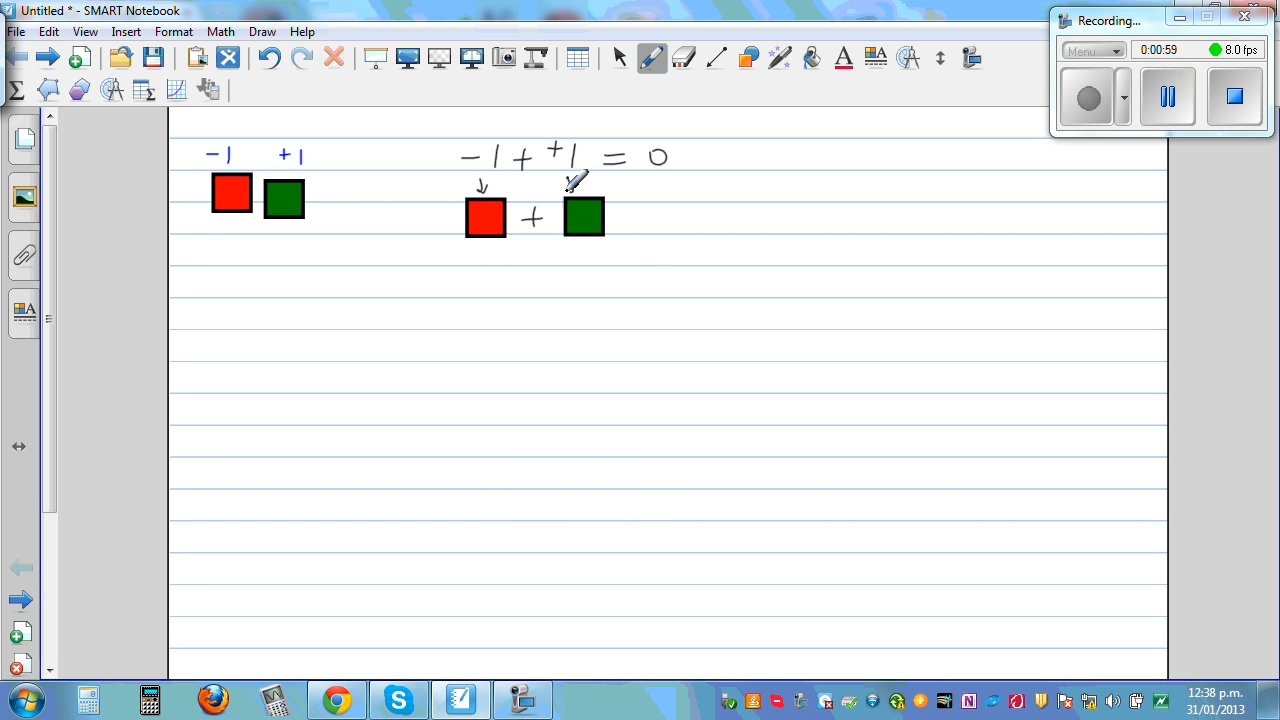 Untitled * - SMART Notebook
File Edit View Insert Format Math Draw Help
Recording...
Menu 0:00:59 8.0 fps
-1 +1
-1 + +1 = 0
+
12:38 p.m.
31/01/2013